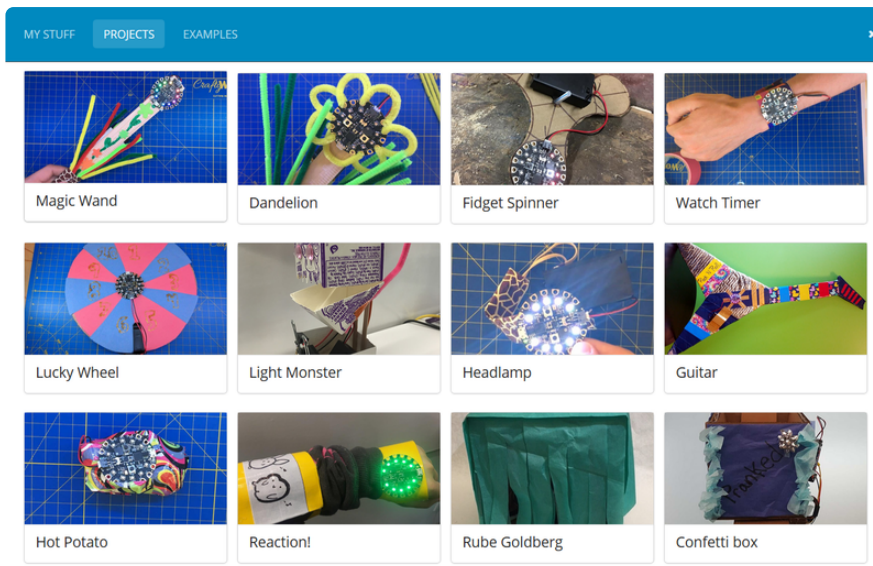 MY STUFF PROJECTS EXAMPLES
Magic Wand Dandelion Fidget Spinner Watch Timer
Lucky Wheel Light Monster Headlamp Guitar
Pranked
Hot Potato Reaction! Rube Goldberg Confetti box